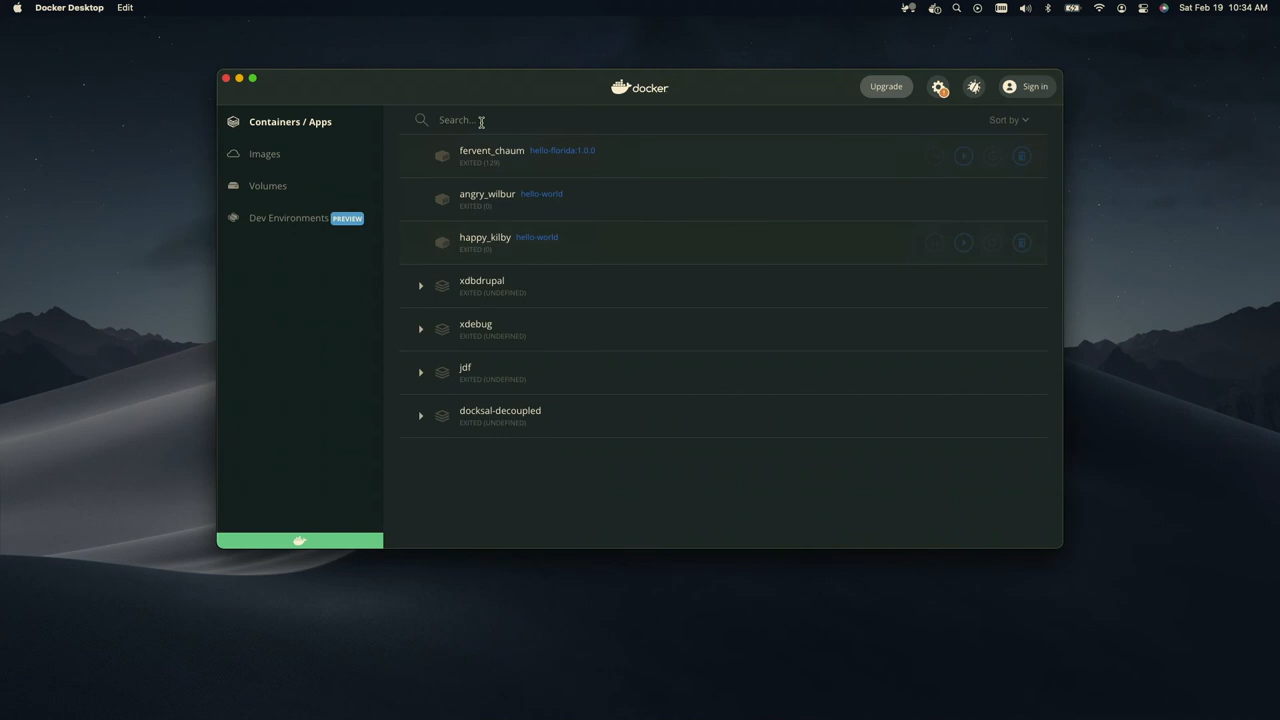 Docker Desktop Edit Sat Feb 19 10:34 AM
docker
Upgrade
Sign in
Containers / Apps
Images
Volumes
Dev Environments PREVIEW
Search...
Sort by
fervent_chaum hello-florida:1.0.0
EXITED (129)
angry_wilbur hello-world
EXITED (0)
happy_kilby hello-world
EXITED (0)
xdbdrupal
EXITED (UNDEFINED)
xdebug
EXITED (UNDEFINED)
jdf
EXITED (UNDEFINED)
docksal-decoupled
EXITED (UNDEFINED)